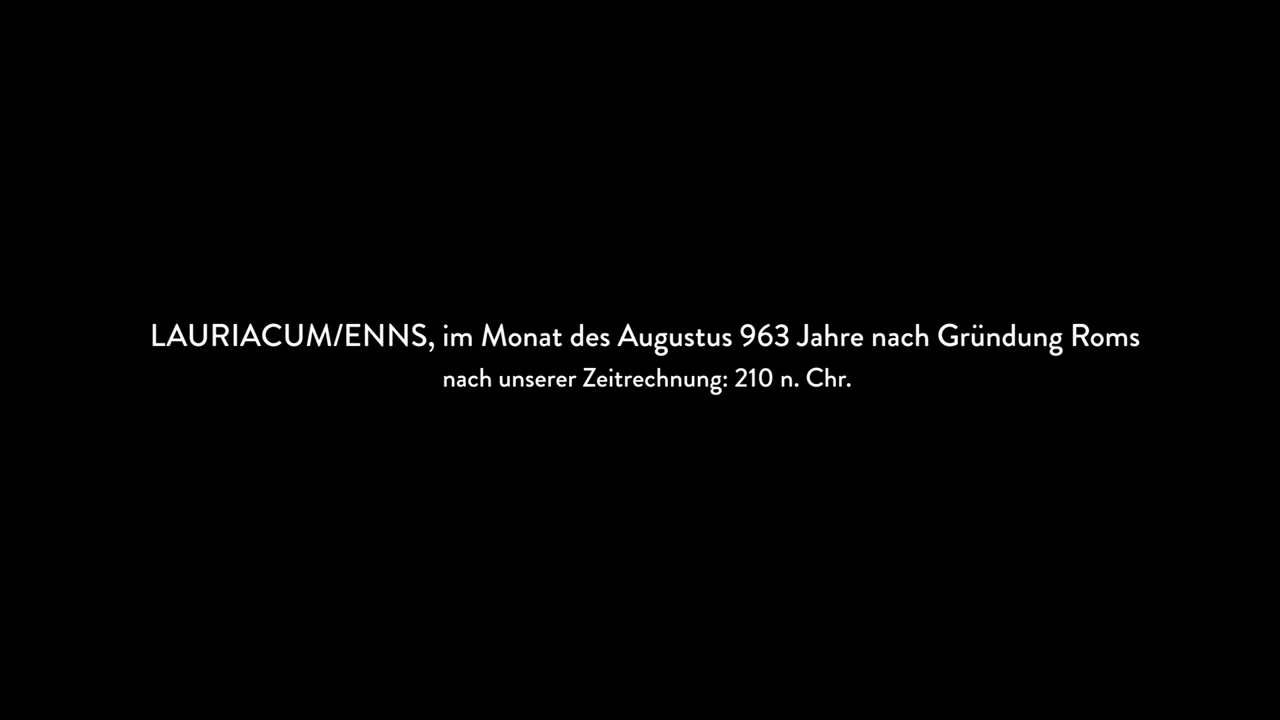 LAURIACUM/ENNS, im Monat des Augustus 963 Jahre nach Gründung Roms
nach unserer Zeitrechnung: 210 n. Chr.